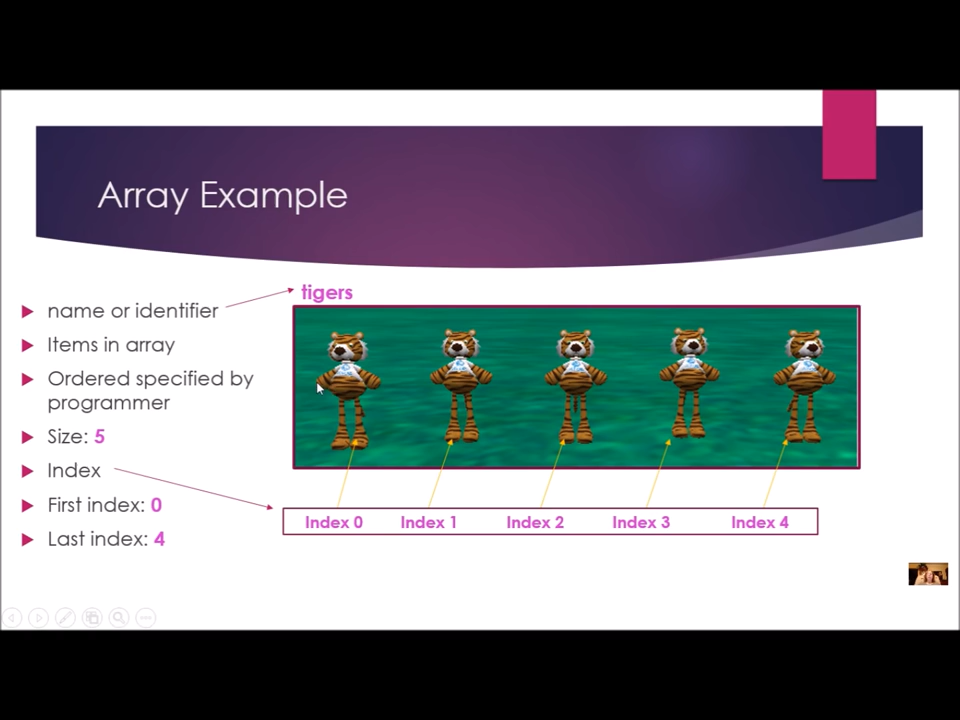 Array Example
name or identifier
Items in array
Ordered specified by
programmer
Size: 5
Index
First index: 0
Last index: 4
tigers
Index 0 Index 1 Index 2 Index 3 Index 4